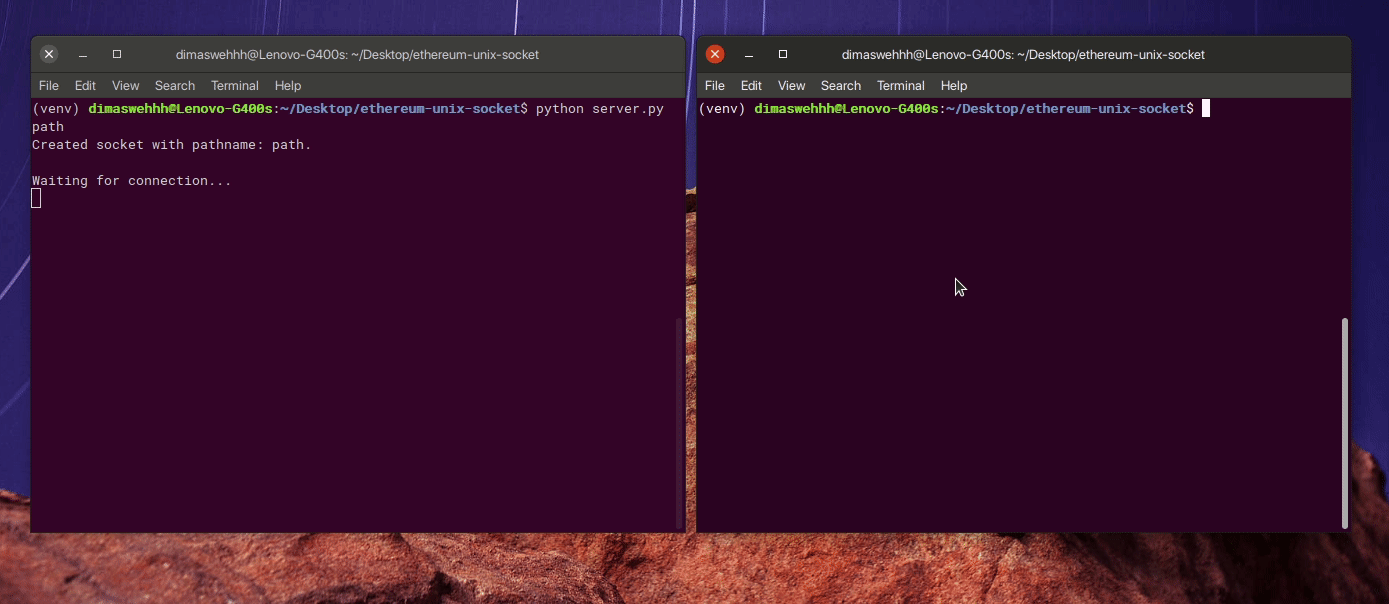 dimaswehhh@Lenovo-G400s: ~/Desktop/ethereum-unix-socket
File Edit View Search Terminal Help
(venv) dimaswehhh@Lenovo-G400s:~/Desktop/ethereum-unix-socket$ python server.py
path
Created socket with pathname: path.
Waiting for connection...
dimaswehhh@Lenovo-G400s: ~/Desktop/ethereum-unix-socket
File Edit View Search Terminal Help
(venv) dimaswehhh@Lenovo-G400s:~/Desktop/ethereum-unix-socket$